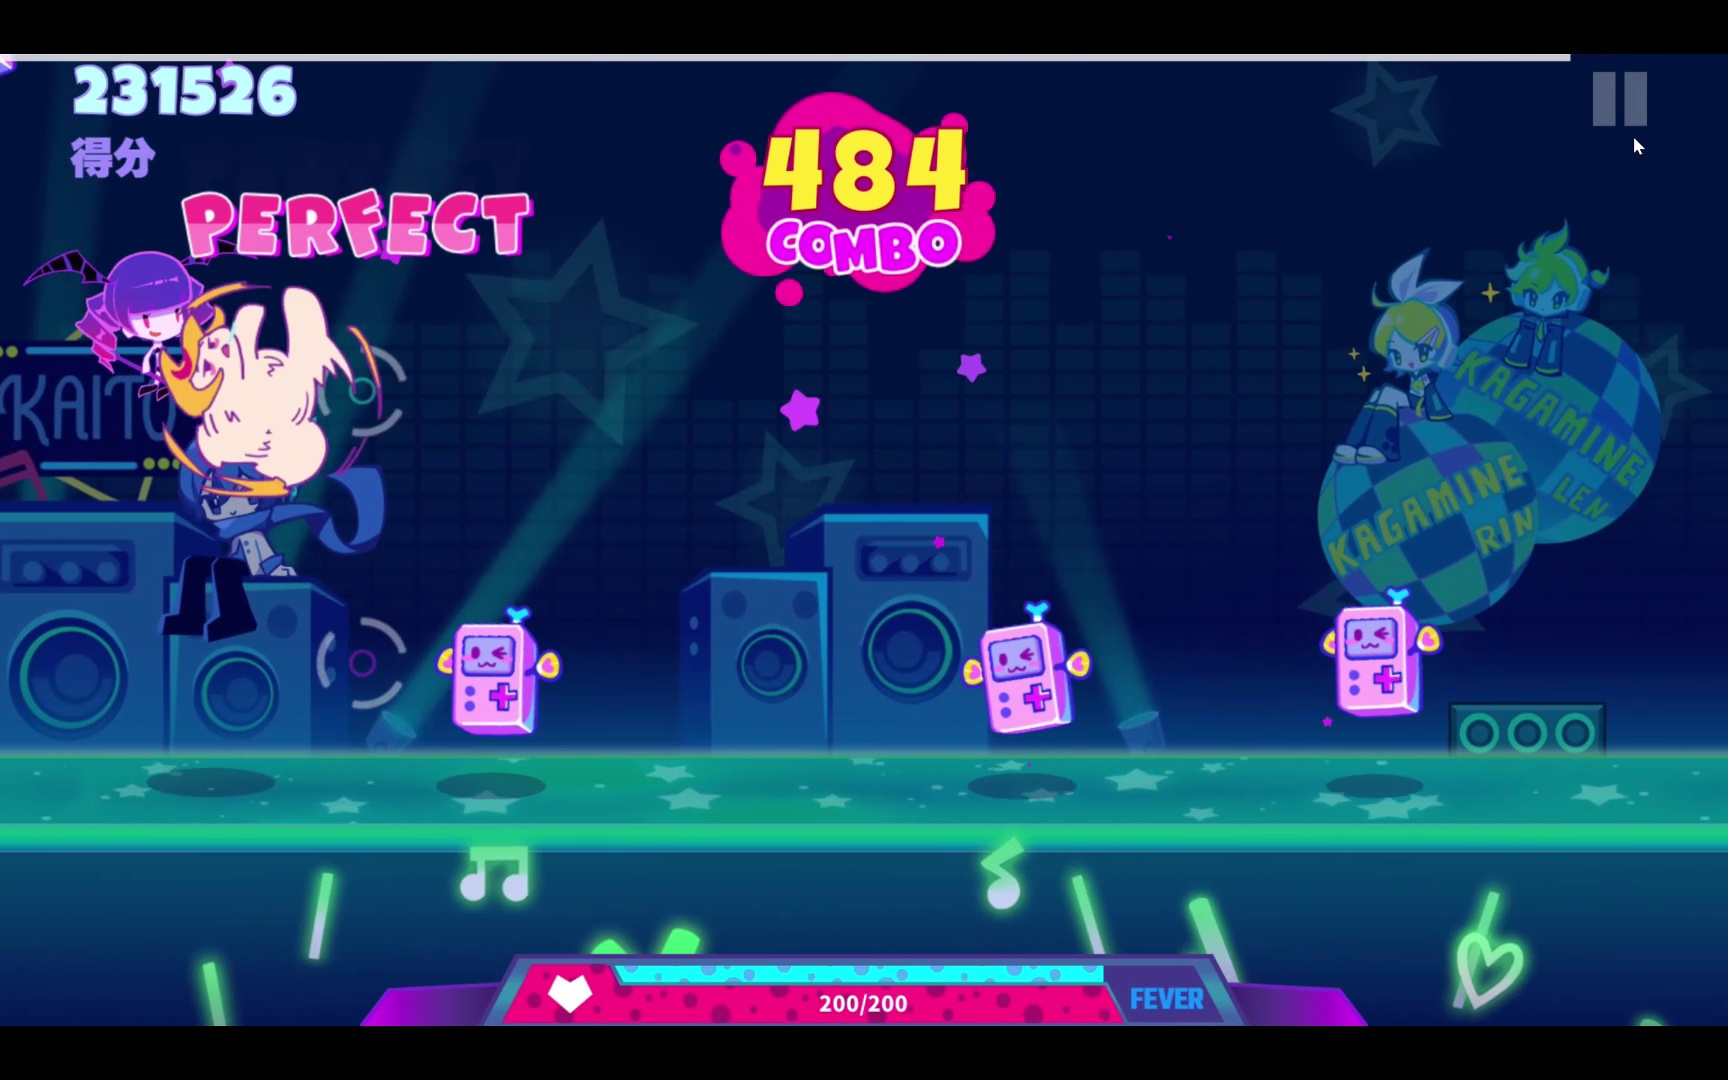 231526
得分
PERFECT
484
COMBO
KAITO
KAGAMINE
LEN
KAGAMINE
RIN
200/200
FEVER